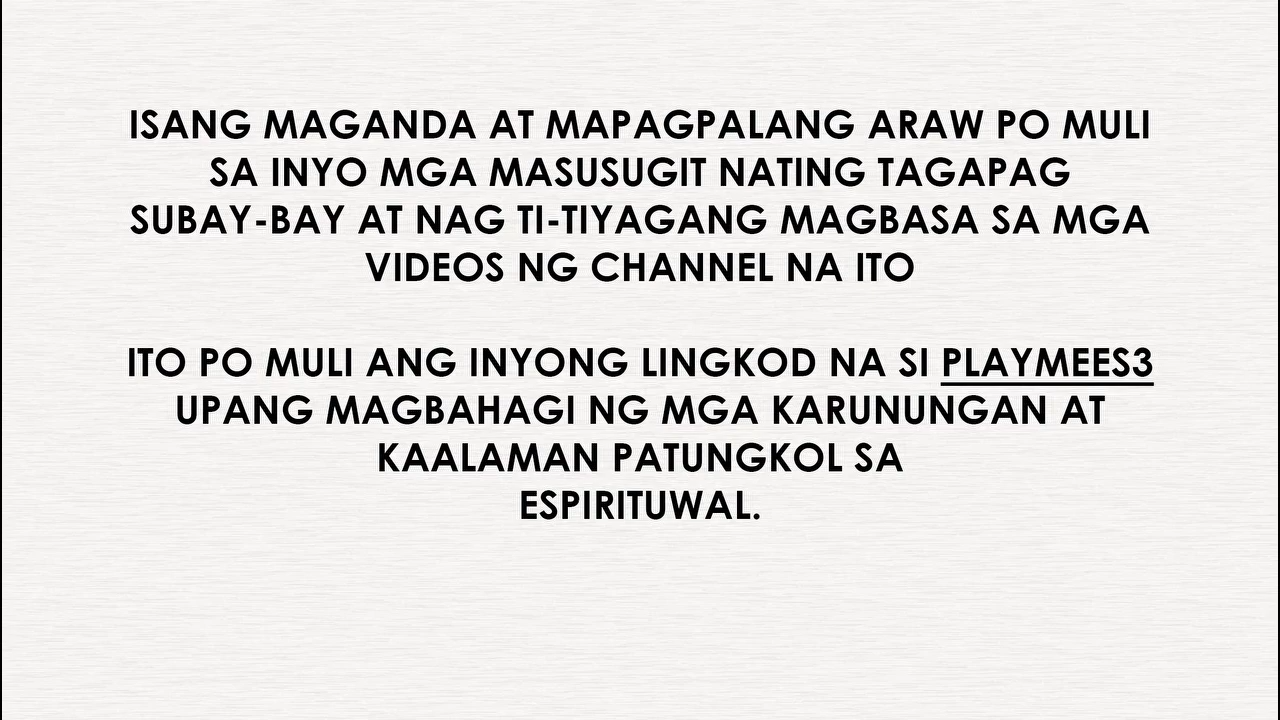 ISANG MAGANDA AT MAPAGPALANG ARAW PO MULI
SA INYO MGA MASUSUGIT NATING TAGAPAG
SUBAY-BAY AT NAG TI-TIYAGANG MAGBASA SA MGA
VIDEOS NG CHANNEL NA ITO
ITO PO MULI ANG INYONG LINGKOD NA SI PLAYMEES3
UPANG MAGBAHAGI NG MGA KARUNUNGAN AT
KAALAMAN PATUNGKOL SA
ESPIRITUWAL.